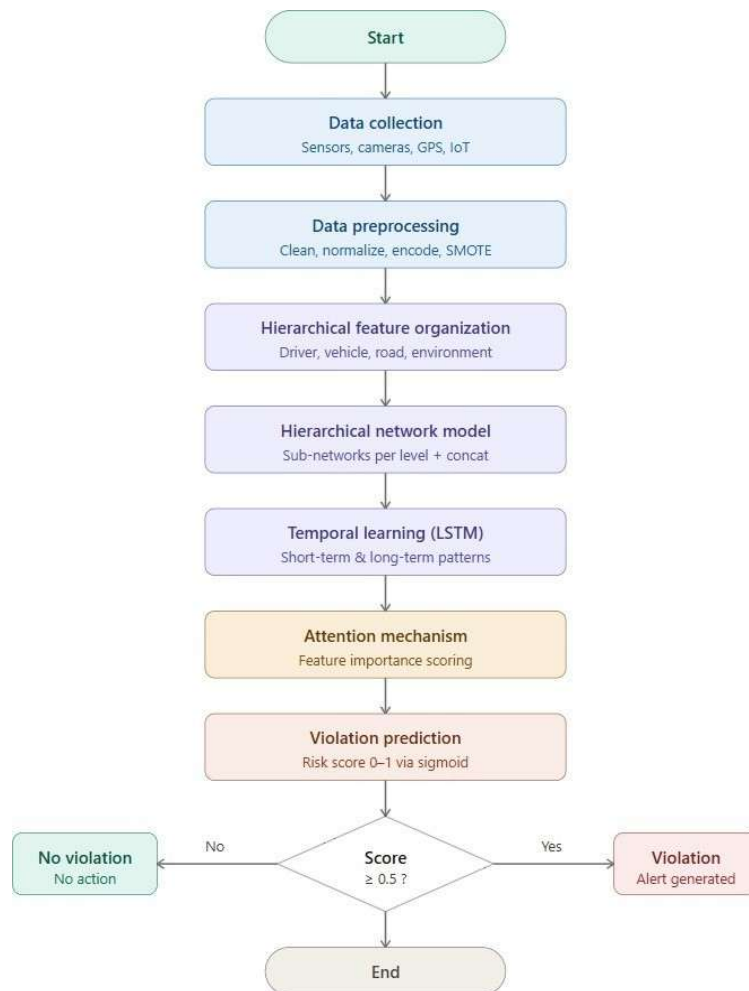 Start
Data collection
Sensors, cameras, GPS, IoT
Data preprocessing
Clean, normalize, encode, SMOTE
Hierarchical feature organization
Driver, vehicle, road, environment
Hierarchical network model
Sub-networks per level + concat
Temporal learning (LSTM)
Short-term & long-term patterns
Attention mechanism
Feature importance scoring
Violation prediction
Risk score 0–1 via sigmoid
No
Yes
No violation
No action
Score
≥ 0.5 ?
Violation
Alert generated
End